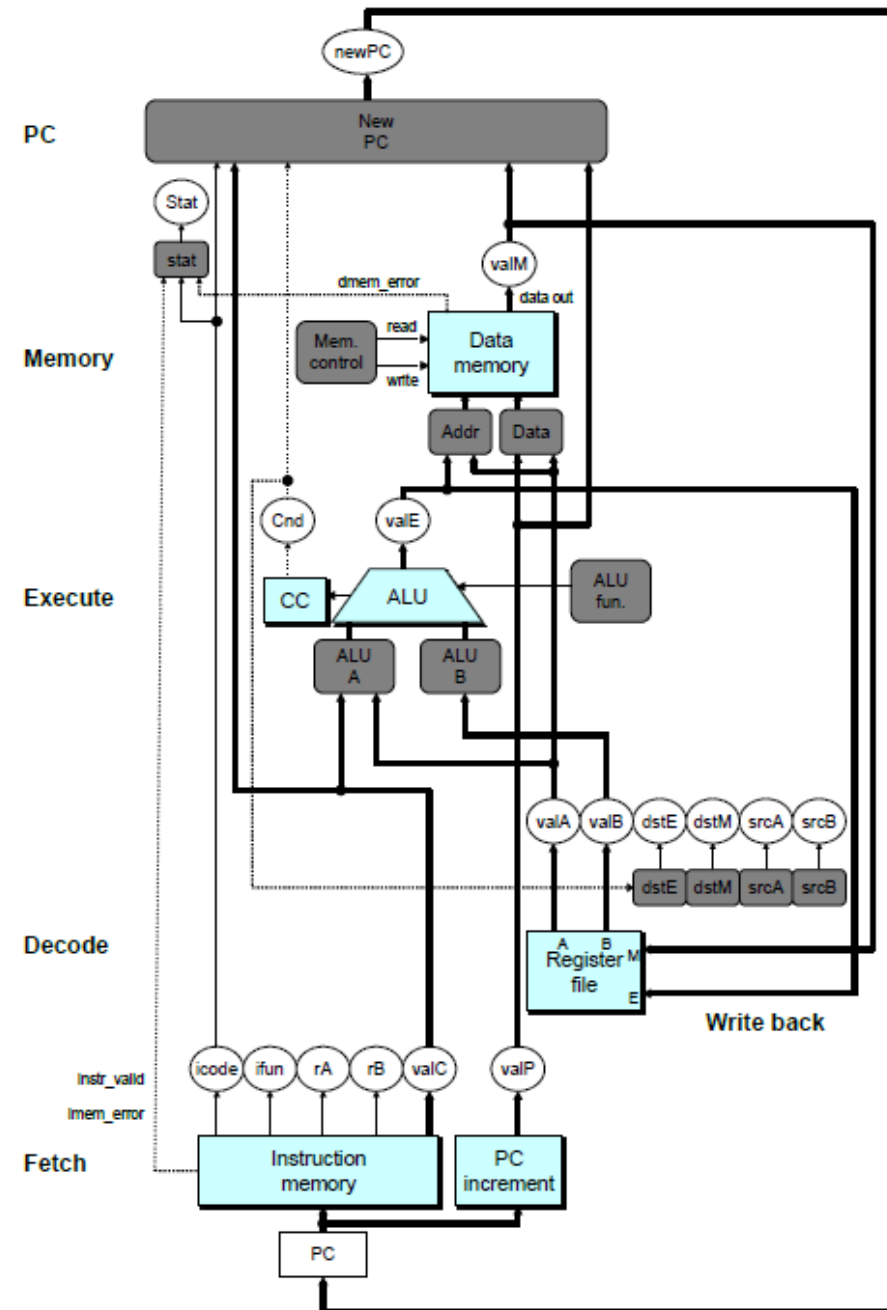 newPC
PC
New
PC
Stat
stat
valM
dmem_error
data out
read
Mem.
control
Data
memory
Memory
write
Addr
Data
Cnd
valE
ALU
fun.
Execute
CC
ALU
ALU
A
ALU
B
valA
valB
dstE
dstM
srcA
srcB
dstE
dstM
srcA
srcB
Decode
A
B
Register
file
M
E
Write back
icode
ifun
rA
rB
valC
valP
Instr_valid
Imem_error
Fetch
Instruction
memory
PC
increment
PC